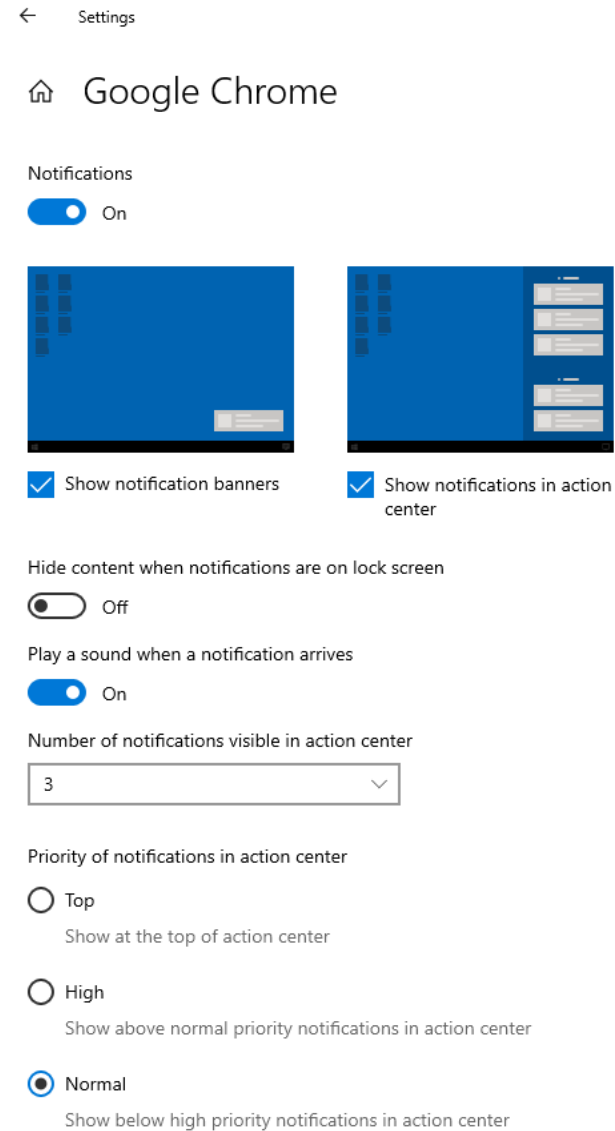 Settings
Google Chrome
Notifications
On
Show notification banners
Show notifications in action
center
Hide content when notifications are on lock screen
Off
Play a sound when a notification arrives
On
Number of notifications visible in action center
3
Priority of notifications in action center
Top
Show at the top of action center
High
Show above normal priority notifications in action center
Normal
Show below high priority notifications in action center